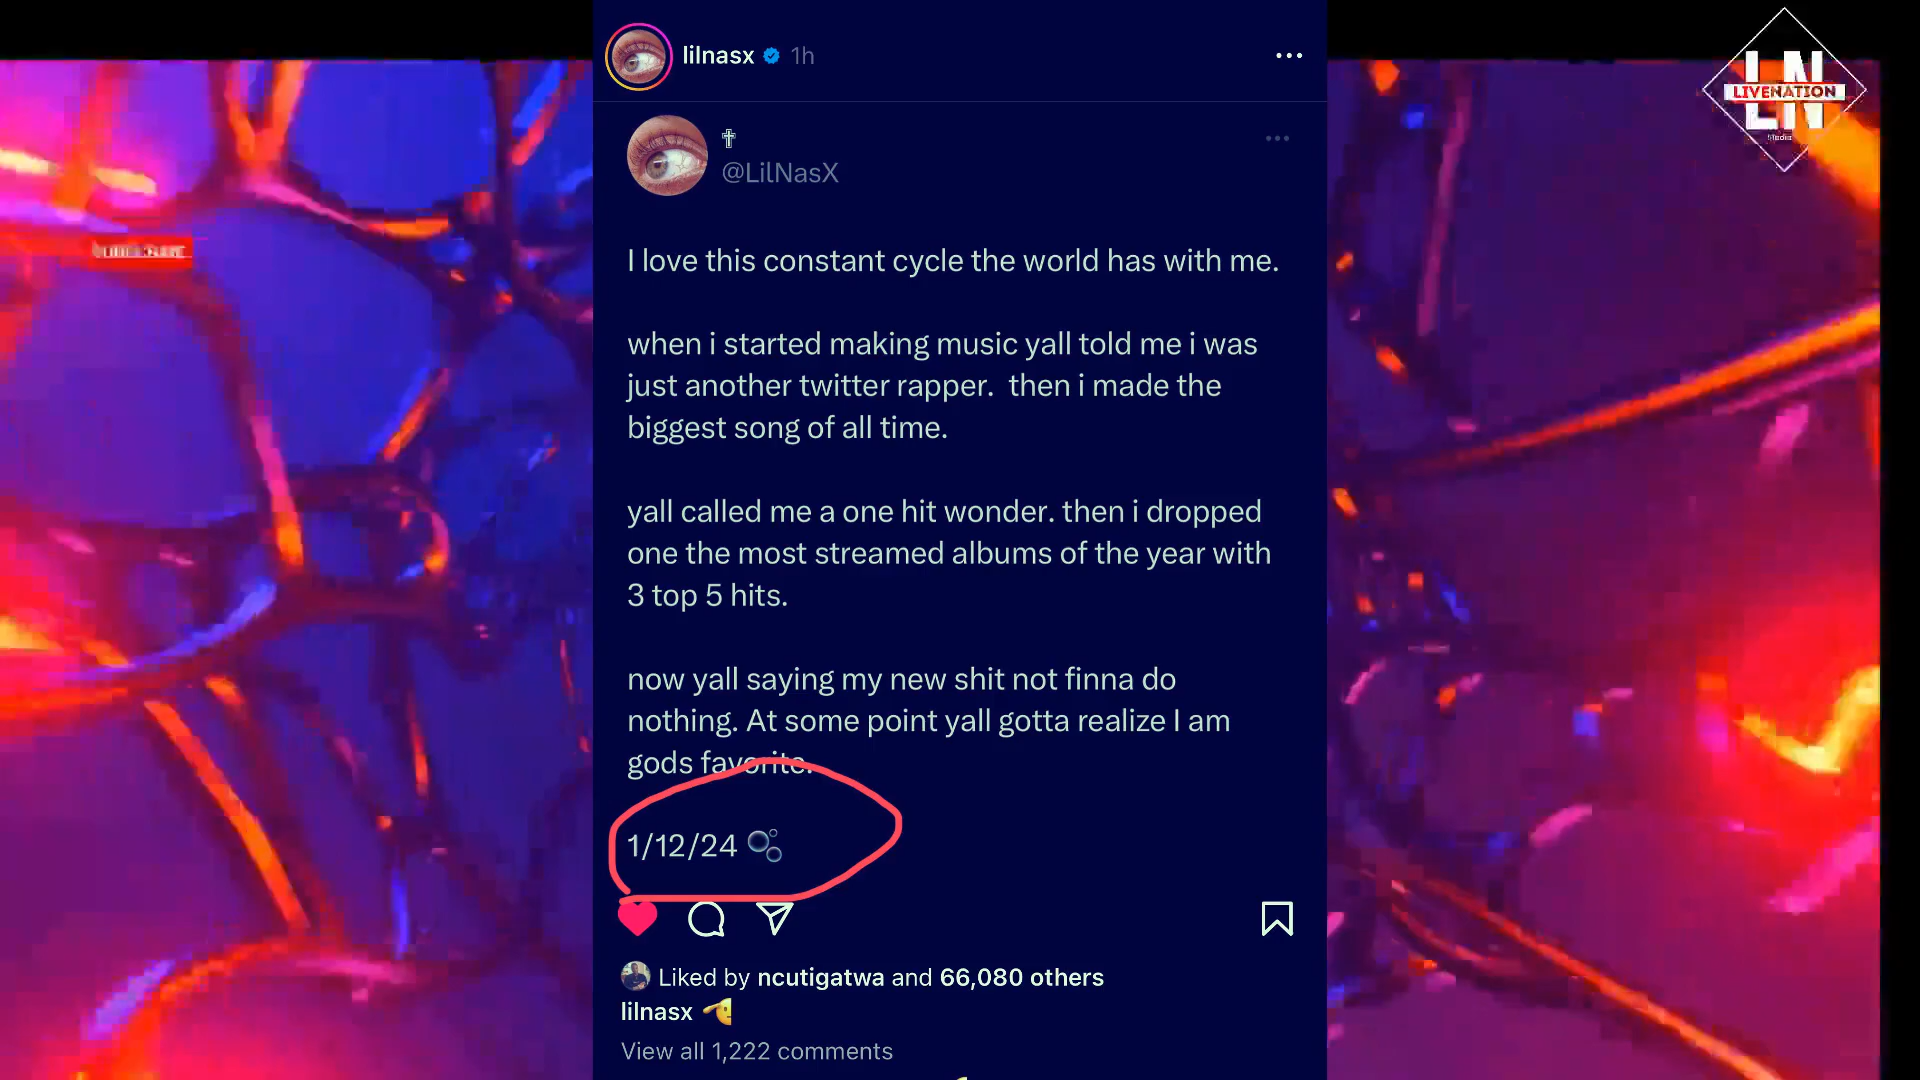 lilnasx 1h
@LilNasX
I love this constant cycle the world has with me.
when i started making music yall told me i was
just another twitter rapper.  then i made the
biggest song of all time.
yall called me a one hit wonder. then i dropped
one the most streamed albums of the year with
3 top 5 hits.
now yall saying my new shit not finna do
nothing. At some point yall gotta realize I am
gods favorite.
1/12/24
Liked by ncutigatwa and 66,080 others
lilnasx
View all 1,222 comments
LN
LIVENATION
LN
Media